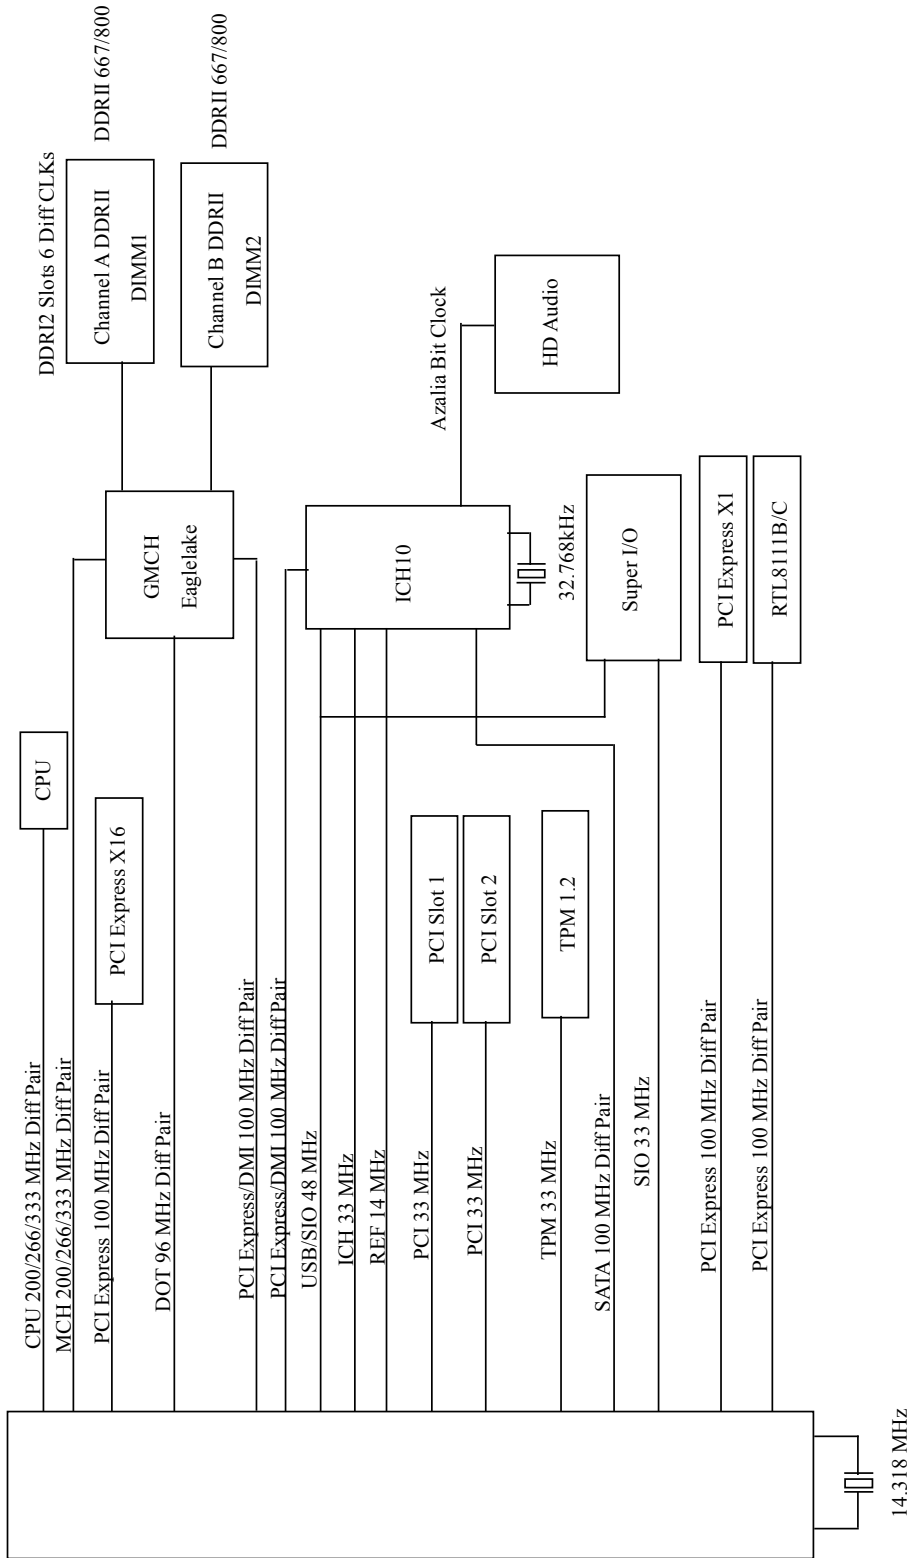 CPU 200/266/333 MHz Diff Pair
CPU
MCH 200/266/333 MHz Diff Pair
PCI Express 100 MHz Diff Pair
PCI Express X16
DOT 96 MHz Diff Pair
GMCH
Eaglelake
DDRI2 Slots 6 Diff CLKs
Channel A DDRII
DIMM1
DDRII 667/800
Channel B DDRII
DIMM2
DDRII 667/800
PCI Express/DMI 100 MHz Diff Pair
PCI Express/DMI 100 MHz Diff Pair
USB/SIO 48 MHz
ICH 33 MHz
REF 14 MHz
ICH10
32.768kHz
Azalia Bit Clock
HD Audio
PCI 33 MHz
PCI Slot 1
PCI 33 MHz
PCI Slot 2
TPM 33 MHz
TPM 1.2
SATA 100 MHz Diff Pair
SIO 33 MHz
Super I/O
PCI Express 100 MHz Diff Pair
PCI Express X1
PCI Express 100 MHz Diff Pair
RTL8111B/C
14.318 MHz